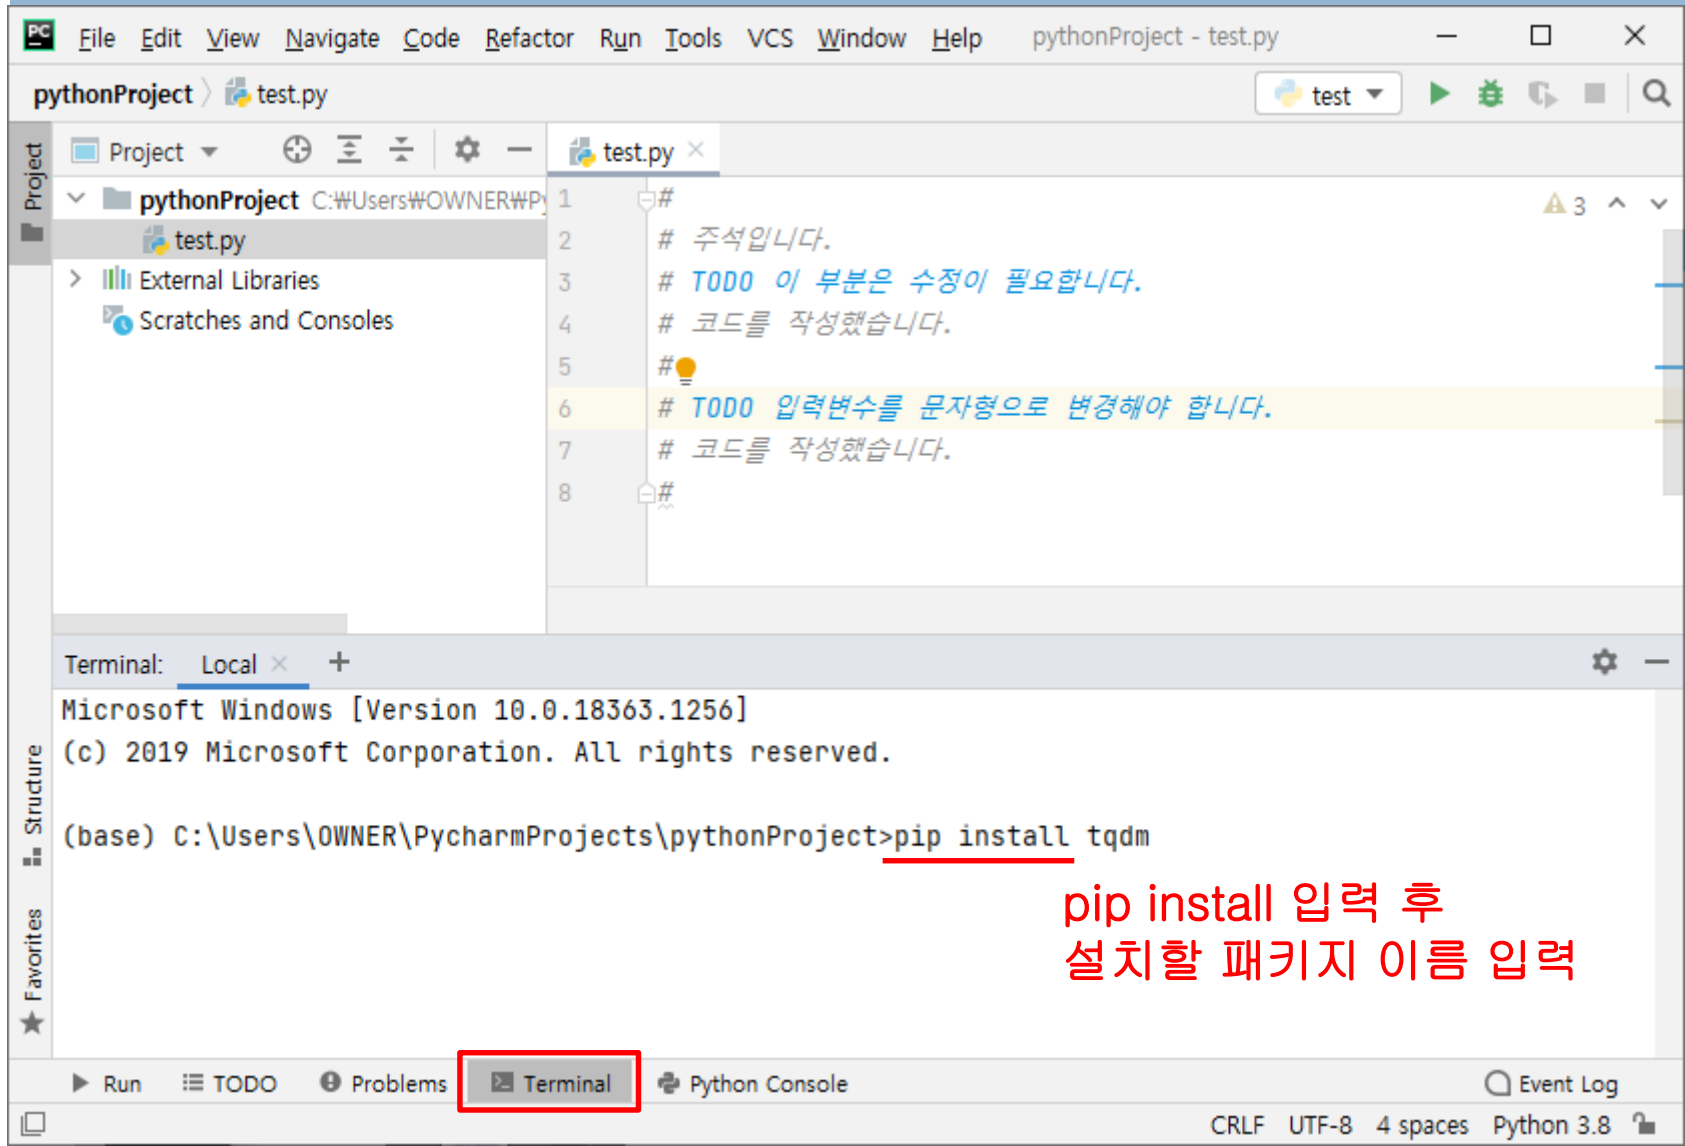 PC File Edit View Navigate Code Refactor Run Tools VCS Window Help pythonProject - test.py
pythonProject test.py test
Project
Project test.py
pythonProject C:₩Users₩OWNER₩Py
test.py
External Libraries
Scratches and Consoles
3
1 #
2 # 주석입니다.
3 # TODO 이 부분은 수정이 필요합니다.
4 # 코드를 작성했습니다.
5 #
6 # TODO 입력변수를 문자형으로 변경해야 합니다.
7 # 코드를 작성했습니다.
8 #
Terminal: Local +
Microsoft Windows [Version 10.0.18363.1256]
(c) 2019 Microsoft Corporation. All rights reserved.
(base) C:\Users\OWNER\PycharmProjects\pythonProject>pip install tqdm
pip install 입력 후
설치할 패키지 이름 입력
Structure
Favorites
Run TODO Problems Terminal Python Console Event Log
CRLF UTF-8 4 spaces Python 3.8